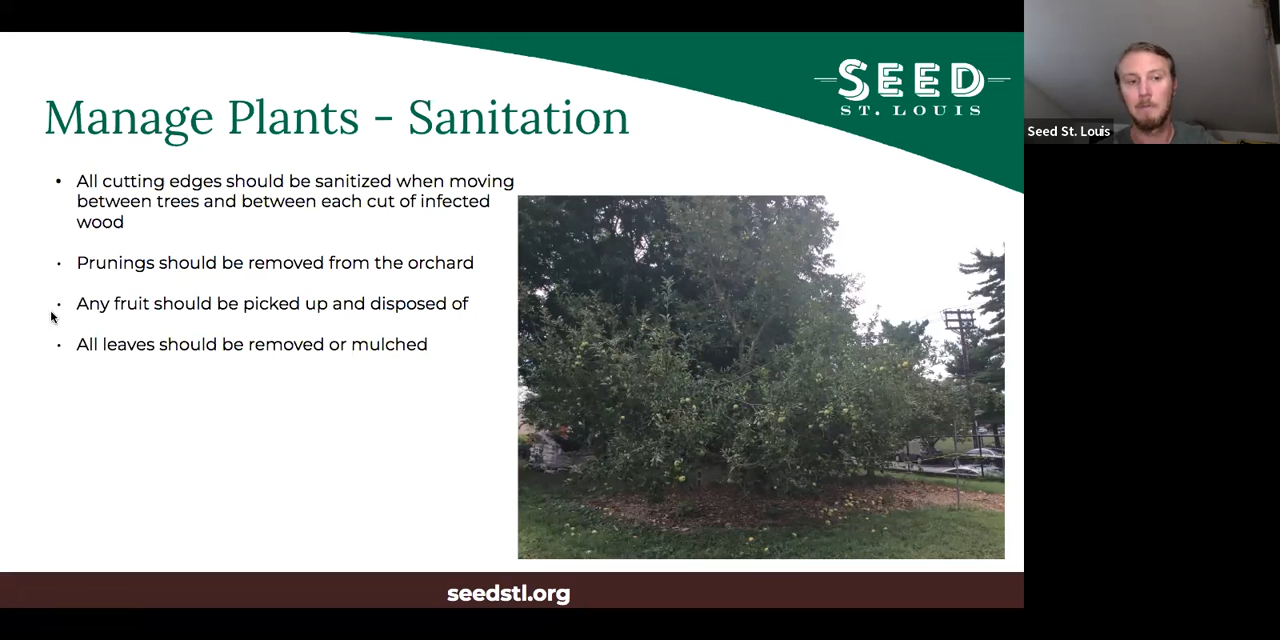 SEED
ST. LOUIS
Manage Plants - Sanitation
• All cutting edges should be sanitized when moving
between trees and between each cut of infected
wood
• Prunings should be removed from the orchard
• Any fruit should be picked up and disposed of
• All leaves should be removed or mulched
seedstl.org
Seed St. Louis